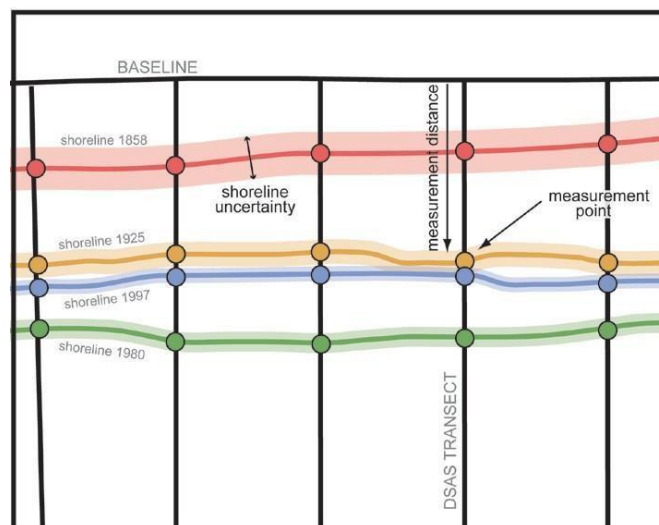 BASELINE
shoreline 1858
shoreline
uncertainty
measurement distance
measurement
point
shoreline 1925
shoreline 1997
shoreline 1980
DSAS TRANSECT